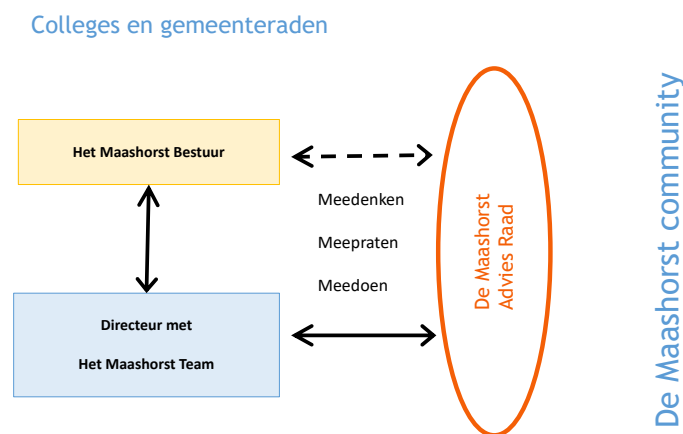 Colleges en gemeenteraden
Het Maashorst Bestuur
Meedenken
Meepraten
Meedoen
Directeur met
Het Maashorst Team
De Maashorst
Advies Raad
De Maashorst community